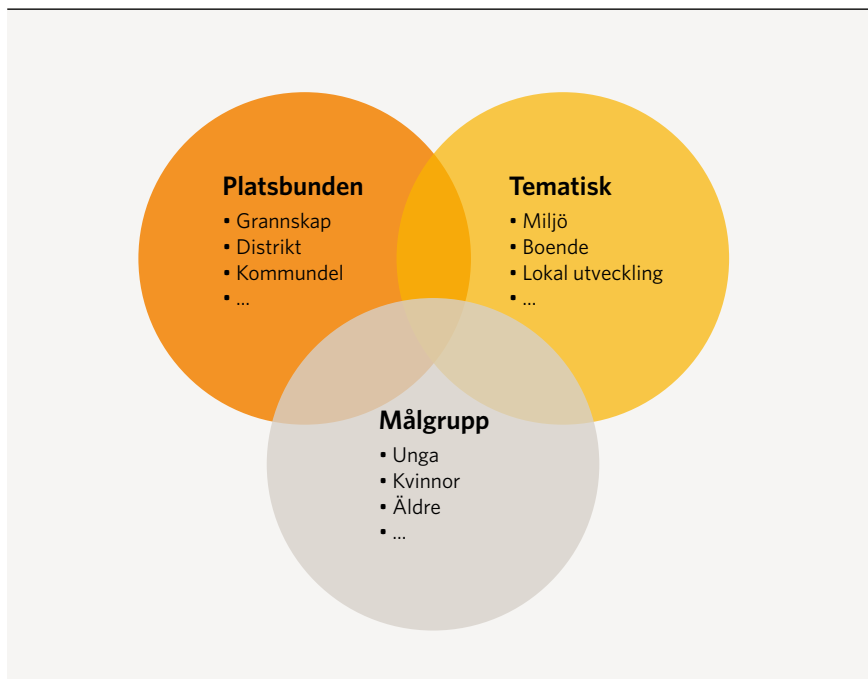 Platsbunden
• Grannskap
• Distrikt
• Kommundel
• ...
Tematisk
• Miljö
• Boende
• Lokal utveckling
• ...
Målgrupp
• Unga
• Kvinnor
• Äldre
• ...